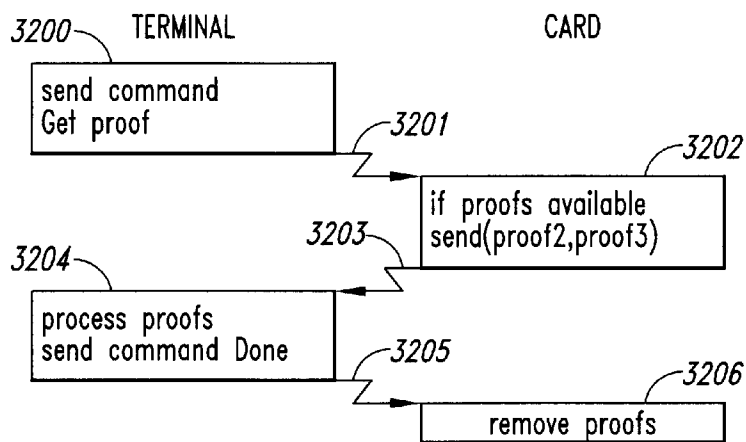 TERMINAL
CARD
3200
send command
Get proof
3201
3202
if proofs available
send(proof2,proof3)
3203
3204
process proofs
send command Done
3205
3206
remove proofs